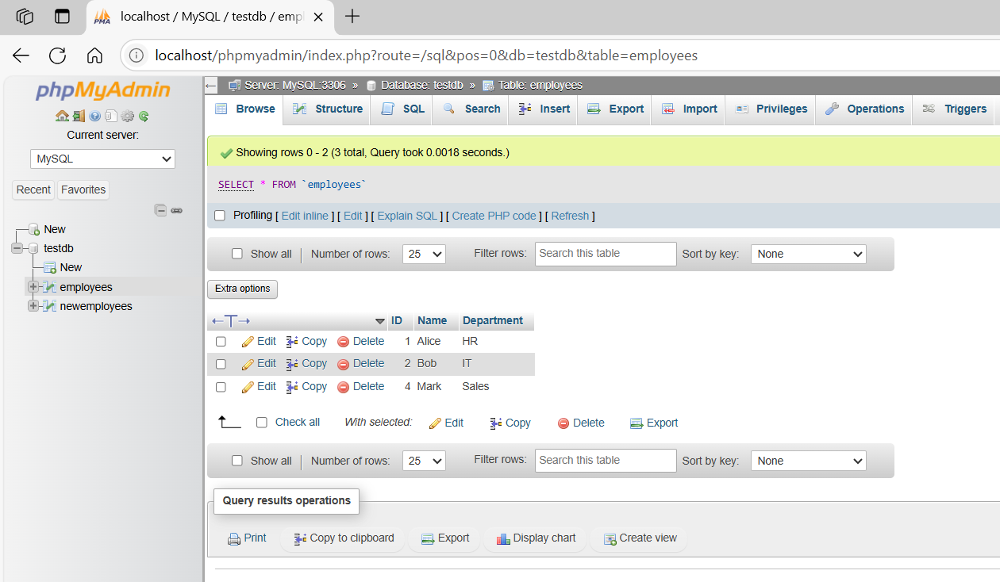 localhost / MySQL / testdb / emp
localhost/phpmyadmin/index.php?route=/sql&pos=0&db=testdb&table=employees
phpMyAdmin
Current server:
MySQL
Recent Favorites
New
testdb
New
employees
newemployees
Server: MySQL:3306 » Database: testdb » Table: employees
Browse Structure SQL Search Insert Export Import Privileges Operations Triggers
Showing rows 0 - 2 (3 total, Query took 0.0018 seconds.)
SELECT * FROM `employees`
Profiling [ Edit inline ] [ Edit ] [ Explain SQL ] [ Create PHP code ] [ Refresh ]
Show all | Number of rows: 25 Filter rows: Search this table Sort by key: None
Extra options
←T→ ID Name Department
Edit Copy Delete 1 Alice HR
Edit Copy Delete 2 Bob IT
Edit Copy Delete 4 Mark Sales
Check all With selected: Edit Copy Delete Export
Show all | Number of rows: 25 Filter rows: Search this table Sort by key: None
Query results operations
Print Copy to clipboard Export Display chart Create view